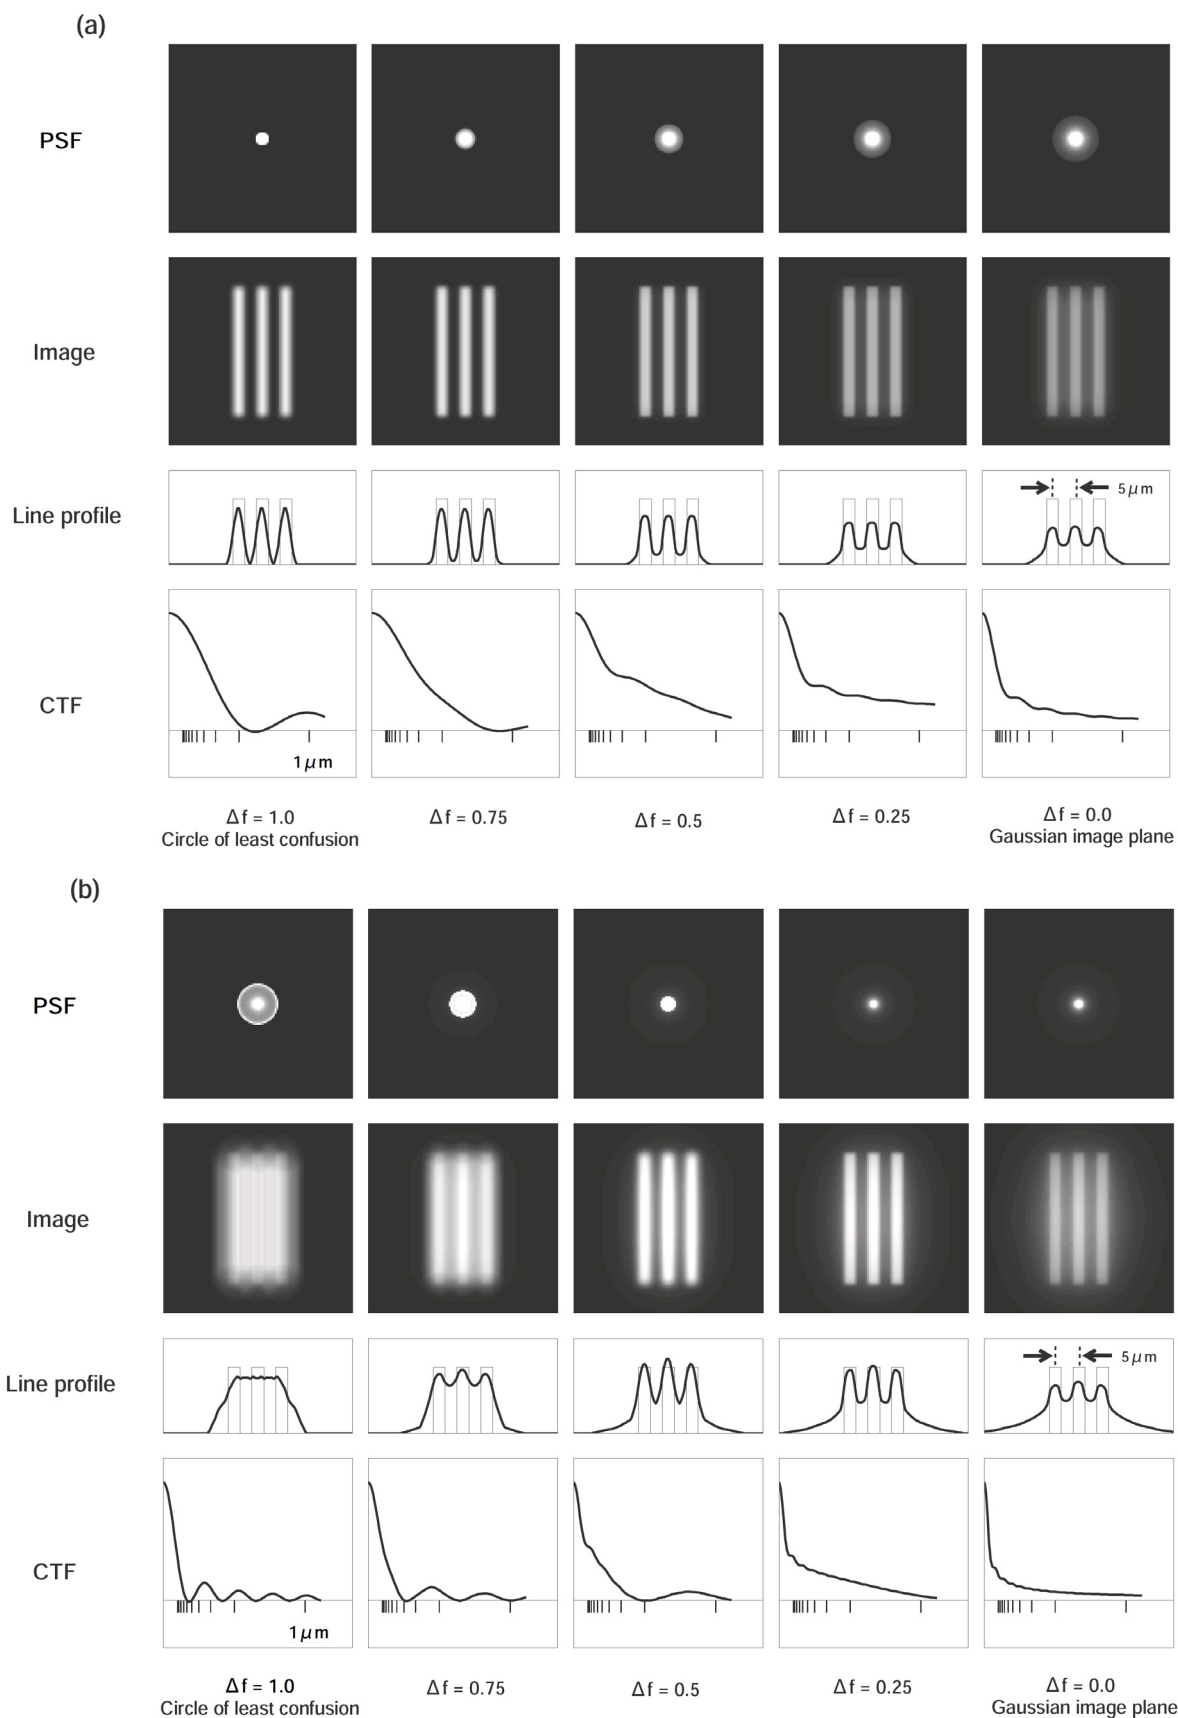 (a)
PSF
Image
Line profile
5 μm
CTF
1 μm
Δf = 1.0
Circle of least confusion
Δf = 0.75
Δf = 0.5
Δf = 0.25
Δf = 0.0
Gaussian image plane
(b)
PSF
Image
Line profile
5 μm
CTF
1 μm
Δf = 1.0
Circle of least confusion
Δf = 0.75
Δf = 0.5
Δf = 0.25
Δf = 0.0
Gaussian image plane